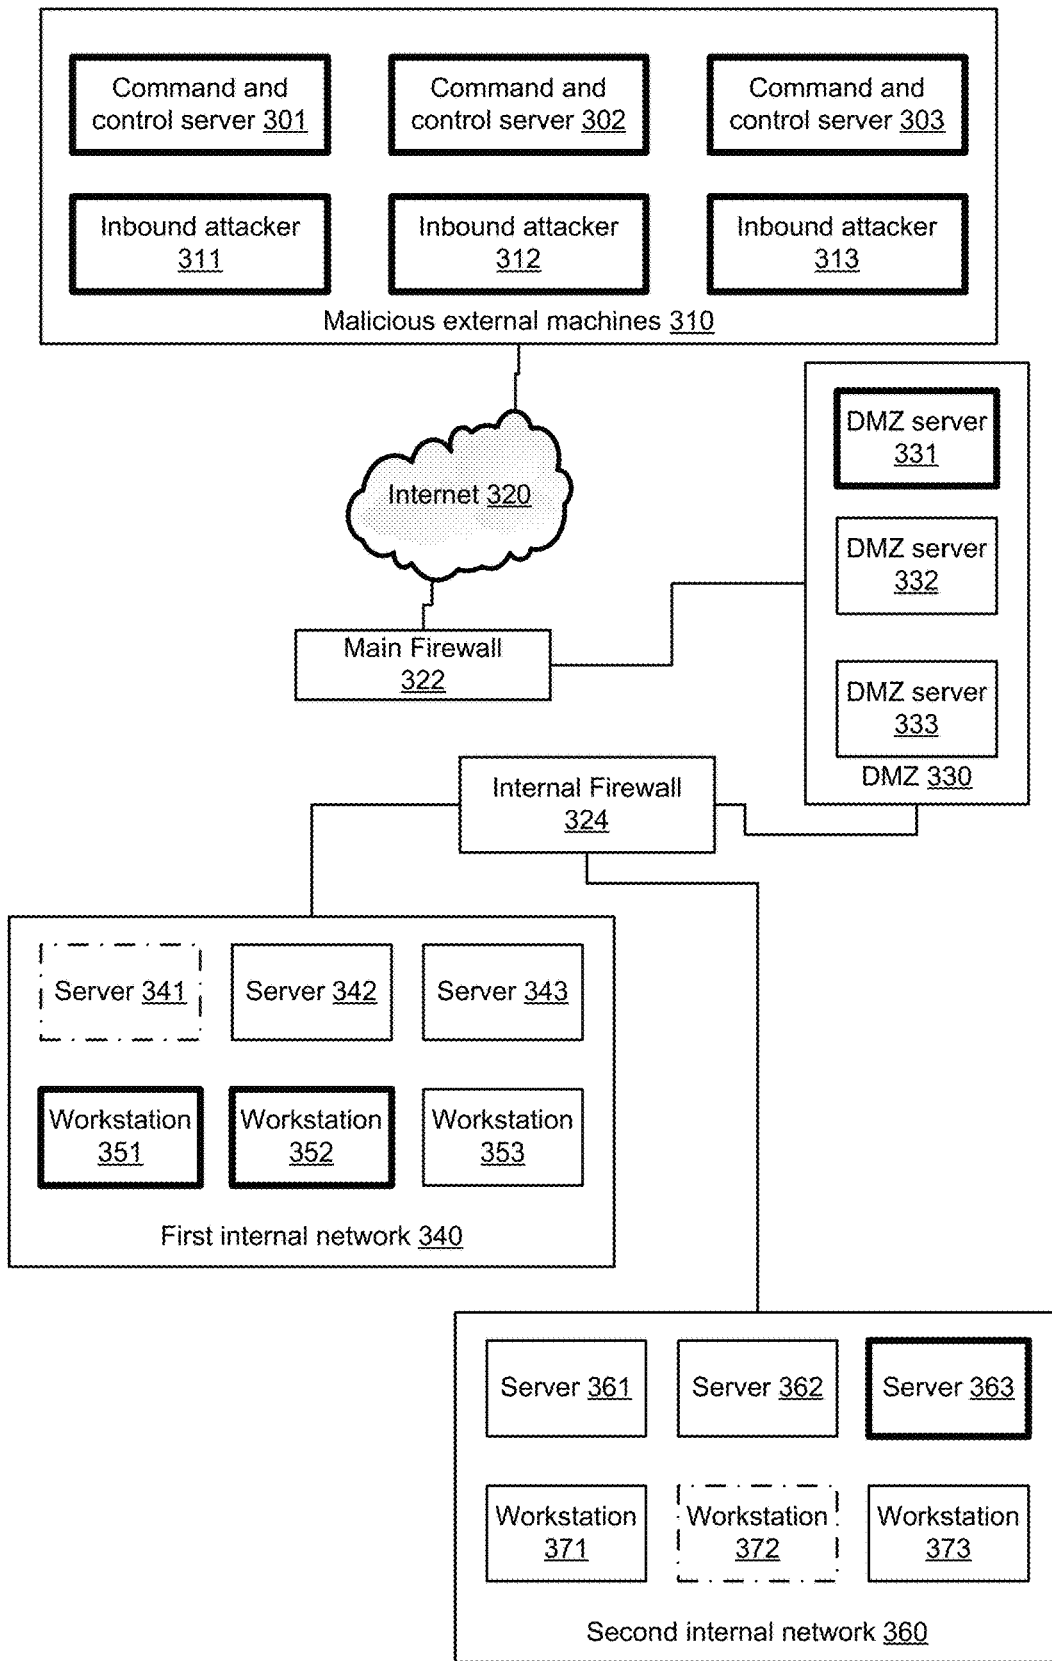 Command and
control server 301
Command and
control server 302
Command and
control server 303
Inbound attacker
311
Inbound attacker
312
Inbound attacker
313
Malicious external machines 310
DMZ server
331
Internet 320
DMZ server
332
Main Firewall
322
DMZ server
333
DMZ 330
Internal Firewall
324
Server 341
Server 342
Server 343
Workstation
351
Workstation
352
Workstation
353
First internal network 340
Server 361
Server 362
Server 363
Workstation
371
Workstation
372
Workstation
373
Second internal network 360